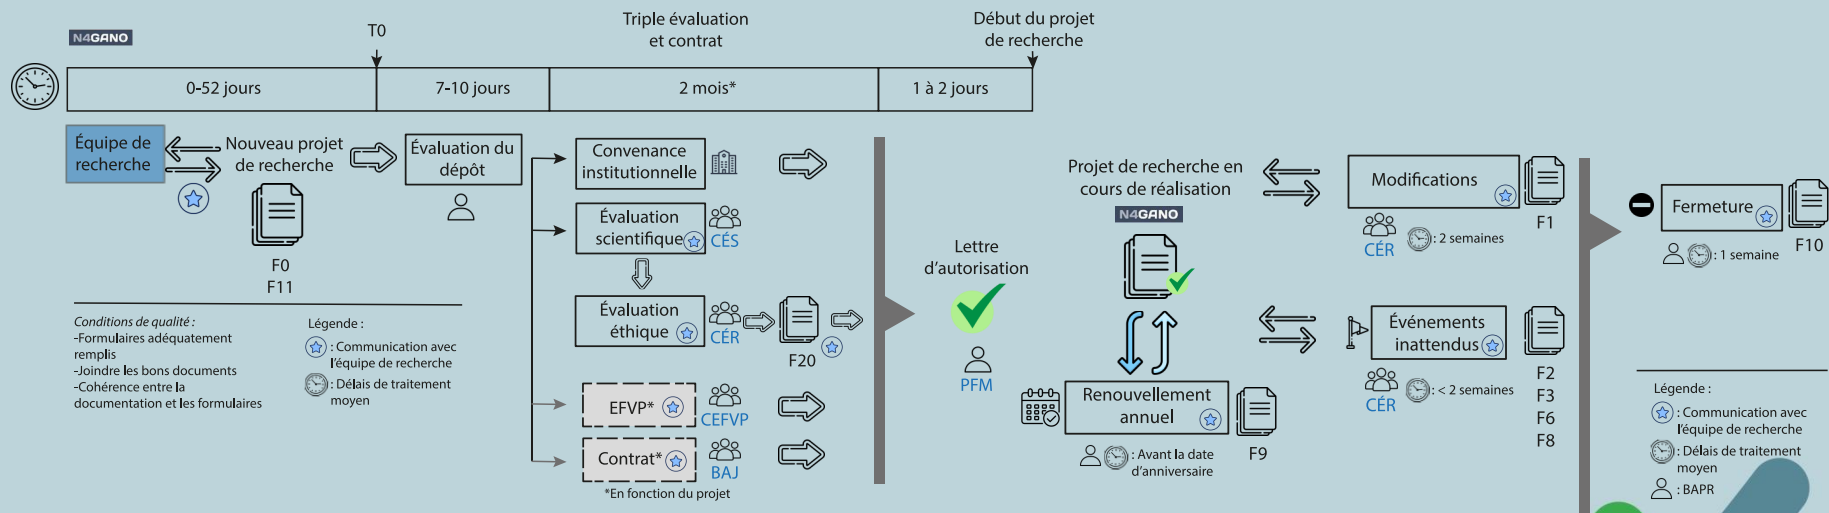 N4GANO
T0
Triple évaluation
et contrat
Début du projet
de recherche
0-52 jours
7-10 jours
2 mois*
1 à 2 jours
Équipe de
recherche
Nouveau projet
de recherche
F0
F11
Évaluation du
dépôt
Convenance
institutionnelle
Évaluation
scientifique
CÉS
Évaluation
éthique
CÉR
F20
EFVP*
CEFVP
Contrat*
BAJ
*En fonction du projet
Conditions de qualité :
-Formulaires adéquatement
remplis
-Joindre les bons documents
-Cohérence entre la
documentation et les formulaires
Légende :
: Communication avec
l'équipe de recherche
: Délais de traitement
moyen
Lettre
d'autorisation
PFM
Projet de recherche en
cours de réalisation
N4GANO
Renouvellement
annuel
F9
: Avant la date
d'anniversaire
Modifications
F1
CÉR
: 2 semaines
Événements
inattendus
CÉR
: < 2 semaines
F2
F3
F6
F8
Fermeture
F10
: 1 semaine
Légende :
: Communication avec
l'équipe de recherche
: Délais de traitement
moyen
: BAPR